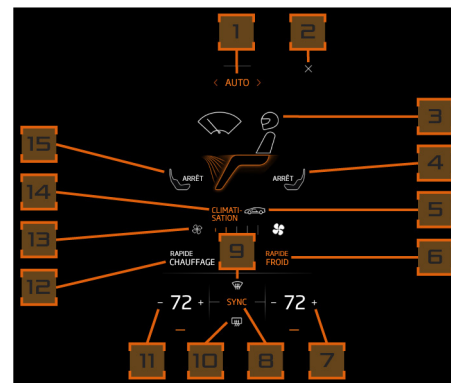 1
2
< AUTO >
3
15
ARRÊT
ARRÊT
4
14
CLIMATI-
SATION
5
13
9
12
RAPIDE
CHAUFFAGE
RAPIDE
FROID
6
- 72 +
SYNC
- 72 +
11
10
8
7